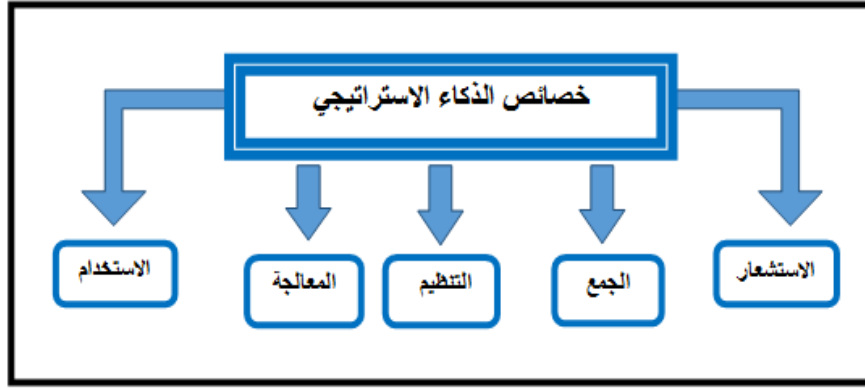 خصائص الذكاء الاستراتيجي
الاستشعار
الجمع
التنظيم
المعالجة
الاستخدام